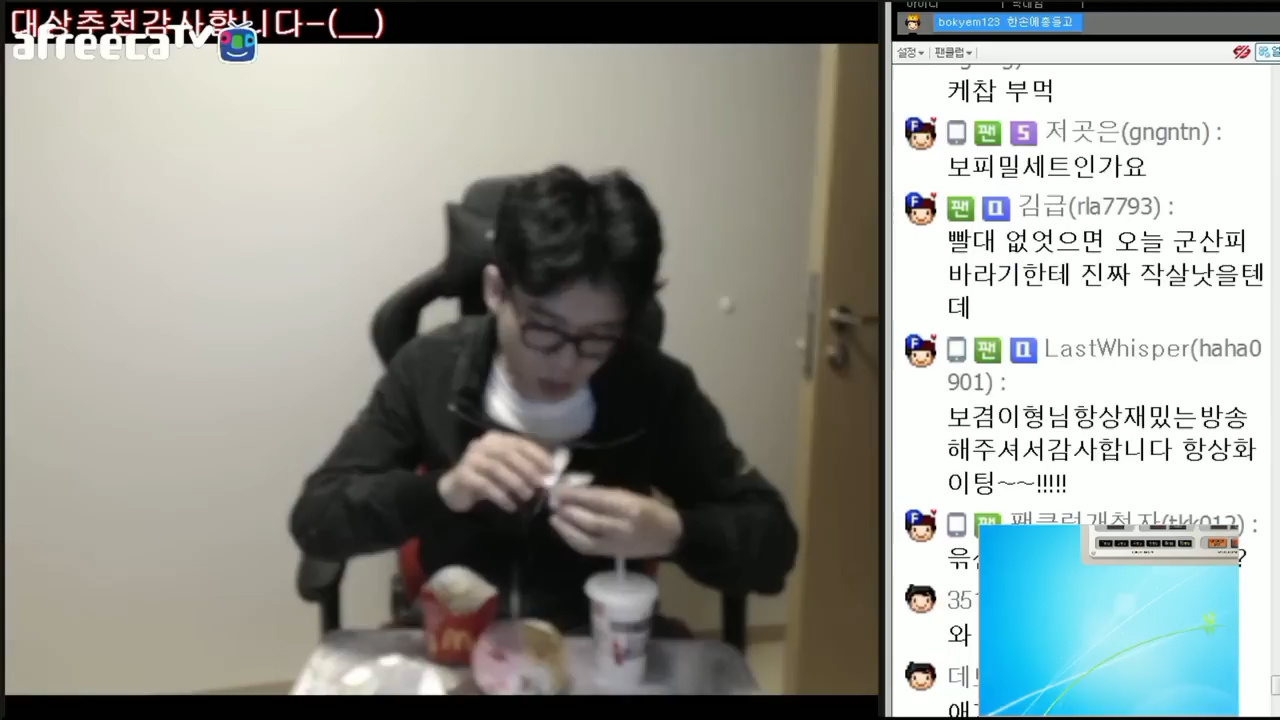 대상추천감사합니다-(__)
afreecaTV
bokyem123 한손에총들고
설정
팬클럽
케찹 부먹
팬 저곳은(gngntn) :
보피밀세트인가요
팬 김급(rla7793) :
빨대 없엇으면 오늘 군산피
바라기한테 진짜 작살낫을텐
데
팬 LastWhisper(haha0
901) :
보겸이형님항상재밌는방송
해주셔서감사합니다 항상화
이팅~~!!!!!
351
와